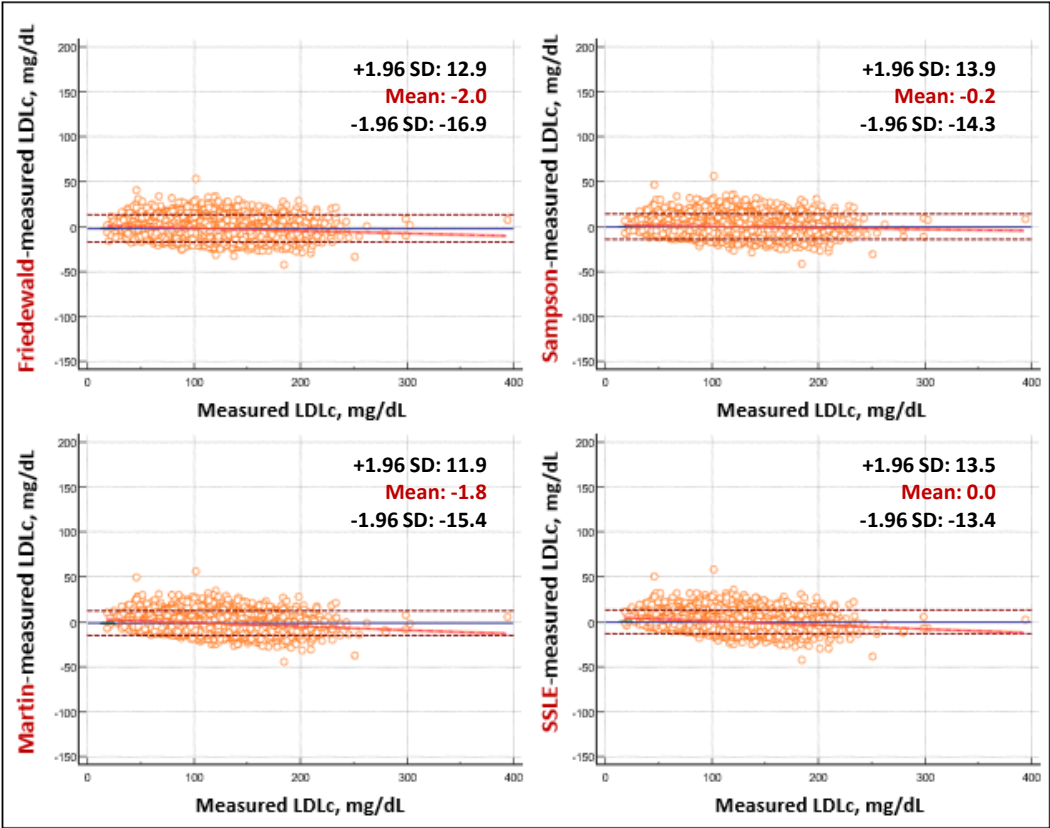 Friedewald-measured LDLc, mg/dL
200
150
100
50
0
-50
-100
-150
+1.96 SD: 12.9
Mean: -2.0
-1.96 SD: -16.9
0 100 200 300 400
Measured LDLc, mg/dL
Sampson-measured LDLc, mg/dL
200
150
100
50
0
-50
-100
-150
+1.96 SD: 13.9
Mean: -0.2
-1.96 SD: -14.3
0 100 200 300 400
Measured LDLc, mg/dL
Martin-measured LDLc, mg/dL
200
150
100
50
0
-50
-100
-150
+1.96 SD: 11.9
Mean: -1.8
-1.96 SD: -15.4
0 100 200 300 400
Measured LDLc, mg/dL
SSLE-measured LDLc, mg/dL
200
150
100
50
0
-50
-100
-150
+1.96 SD: 13.5
Mean: 0.0
-1.96 SD: -13.4
0 100 200 300 400
Measured LDLc, mg/dL